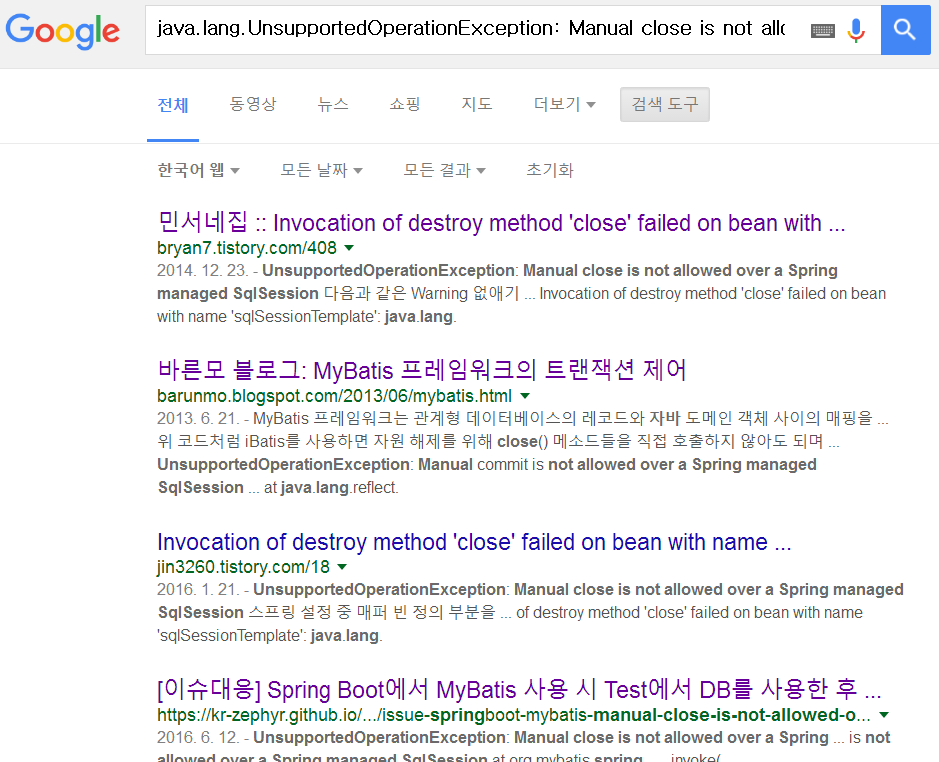 Google
java.lang.UnsupportedOperationException: Manual close is not allo
전체 동영상 뉴스 쇼핑 지도 더보기 검색 도구
한국어 웹 모든 날짜 모든 결과 초기화
민서네집 :: Invocation of destroy method 'close' failed on bean with ...
bryan7.tistory.com/408
2014. 12. 23. - UnsupportedOperationException: Manual close is not allowed over a Spring
managed SqlSession 다음과 같은 Warning 없애기 ... Invocation of destroy method 'close' failed on bean
with name 'sqlSessionTemplate': java.lang.
바른모 블로그: MyBatis 프레임워크의 트랜잭션 제어
barunmo.blogspot.com/2013/06/mybatis.html
2013. 6. 21. - MyBatis 프레임워크는 관계형 데이터베이스의 레코드와 자바 도메인 객체 사이의 매핑을 ...
위 코드처럼 iBatis를 사용하면 자원 해제를 위해 close() 메소드들을 직접 호출하지 않아도 되며 ...
UnsupportedOperationException: Manual commit is not allowed over a Spring managed
SqlSession ... at java.lang.reflect.
Invocation of destroy method 'close' failed on bean with name ...
jin3260.tistory.com/18
2016. 1. 21. - UnsupportedOperationException: Manual close is not allowed over a Spring managed
SqlSession 스프링 설정 중 매퍼 빈 정의 부분을 ... of destroy method 'close' failed on bean with name
'sqlSessionTemplate': java.lang.
[이슈대응] Spring Boot에서 MyBatis 사용 시 Test에서 DB를 사용한 후 ...
https://kr-zephyr.github.io/.../issue-springboot-mybatis-manual-close-is-not-allowed-o...
2016. 6. 12. - UnsupportedOperationException: Manual close is not allowed over a Spring ... is not
allowed over a Spring managed SqlSession at org.mybatis.spring. ... .invoke(